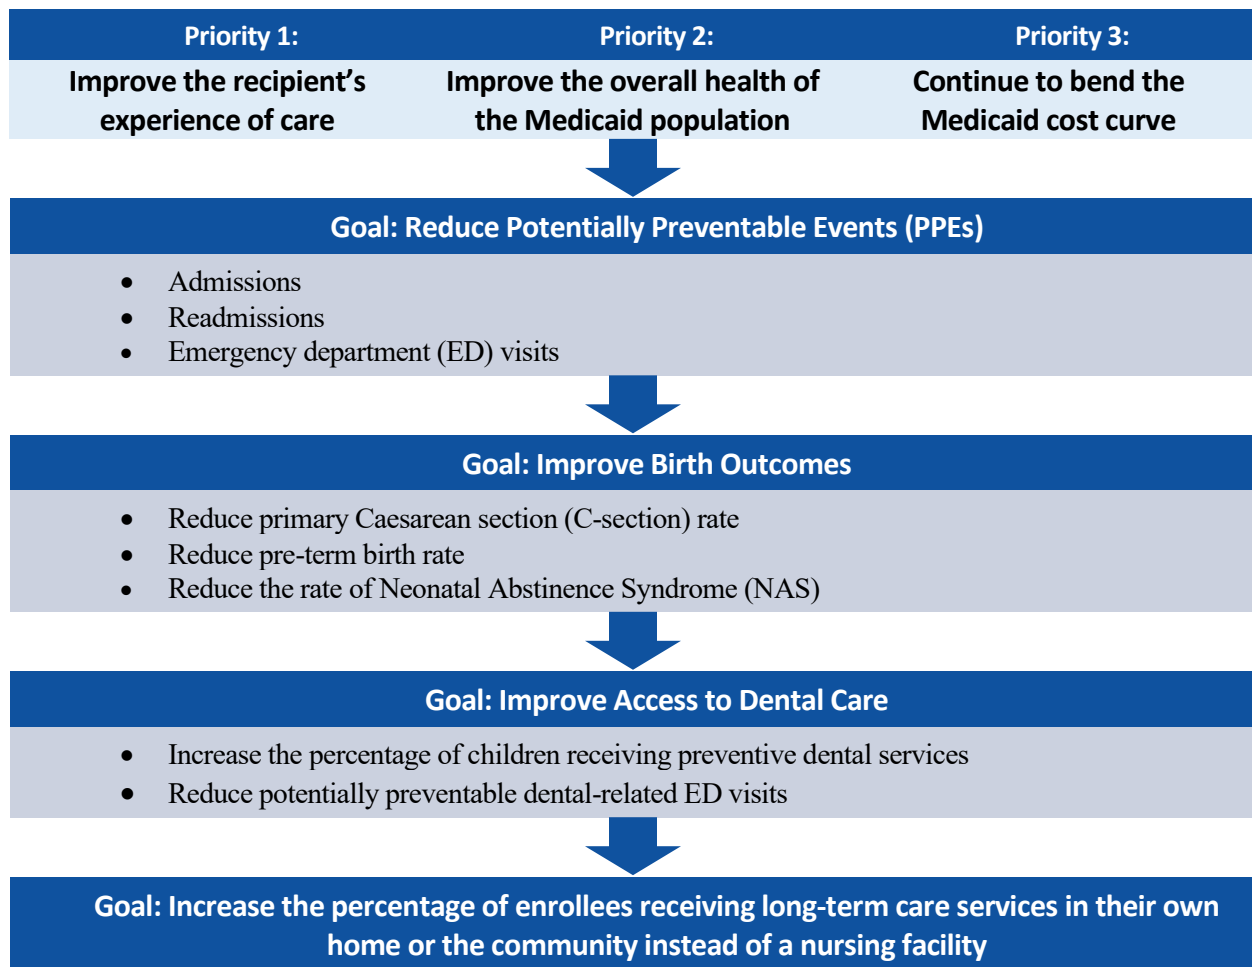 Priority 1:
Improve the recipient’s
experience of care
Priority 2:
Improve the overall health of
the Medicaid population
Priority 3:
Continue to bend the
Medicaid cost curve
Goal: Reduce Potentially Preventable Events (PPEs)
• Admissions
• Readmissions
• Emergency department (ED) visits
Goal: Improve Birth Outcomes
• Reduce primary Caesarean section (C-section) rate
• Reduce pre-term birth rate
• Reduce the rate of Neonatal Abstinence Syndrome (NAS)
Goal: Improve Access to Dental Care
• Increase the percentage of children receiving preventive dental services
• Reduce potentially preventable dental-related ED visits
Goal: Increase the percentage of enrollees receiving long-term care services in their own
home or the community instead of a nursing facility